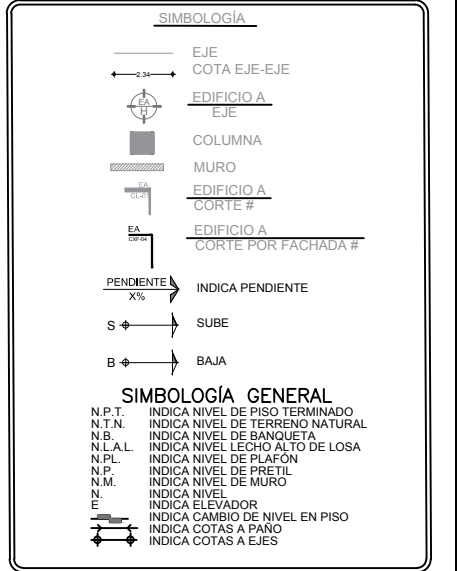 SIMBOLOGÍA
EJE
2.34 COTA EJE-EJE
EA EDIFICIO A
H EJE
COLUMNA
MURO
EA EDIFICIO A
CL-01 CORTE #
EA EDIFICIO A
CXF-04 CORTE POR FACHADA #
PENDIENTE
X% INDICA PENDIENTE
S SUBE
B BAJA
SIMBOLOGÍA GENERAL
N.P.T. INDICA NIVEL DE PISO TERMINADO
N.T.N. INDICA NIVEL DE TERRENO NATURAL
N.B. INDICA NIVEL DE BANQUETA
N.L.A.L. INDICA NIVEL LECHO ALTO DE LOSA
N.PL. INDICA NIVEL DE PLAFÓN
N.P. INDICA NIVEL DE PRETIL
N.M. INDICA NIVEL DE MURO
N. INDICA NIVEL
E INDICA ELEVADOR
INDICA CAMBIO DE NIVEL EN PISO
INDICA COTAS A PAÑO
INDICA COTAS A EJES